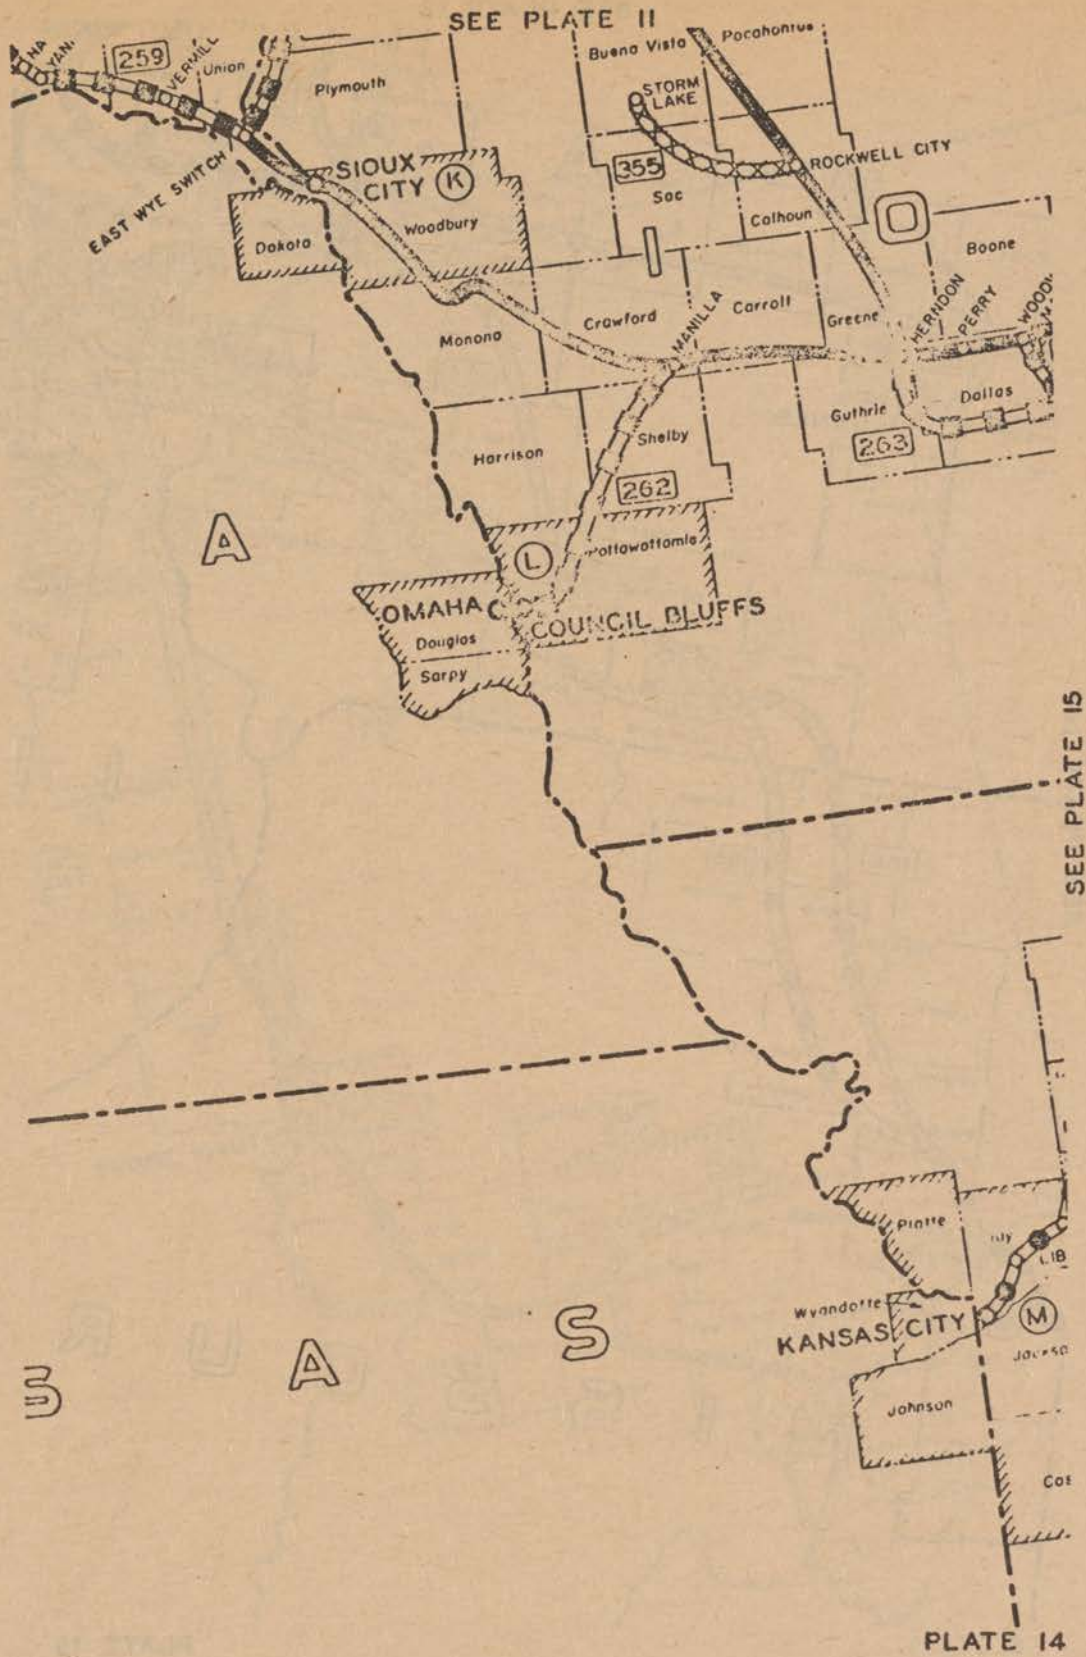 SEE PLATE 11
259
VERMILL
Union
Plymouth
Buena Vista
Pocahontus
STORM
LAKE
355
ROCKWELL CITY
Sac
Calhoun
EAST WYE SWITCH
SIOUX
CITY
K
Woodbury
Dakota
Boone
Monona
Crawford
MANILLA
Carroll
Greene
HERNDON
PERRY
Harrison
Shelby
Guthrie
Dallas
262
263
A
L
OMAHA
COUNCIL BLUFFS
Douglas
Sarpy
SEE PLATE 15
Platte
LIB
Wyandotte
KANSAS CITY
M
S
A
S
Johnson
PLATE 14